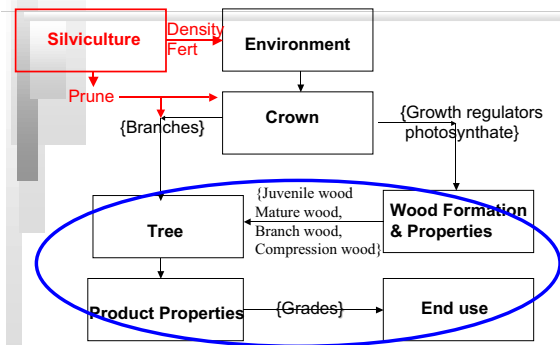 Silviculture
Density
Fert
Environment
Prune
Crown
{Branches}
{Growth regulators
photosynthate}
{Juvenile wood
Mature wood,
Branch wood,
Compression wood}
Tree
Wood Formation
& Properties
Product Properties
{Grades}
End use